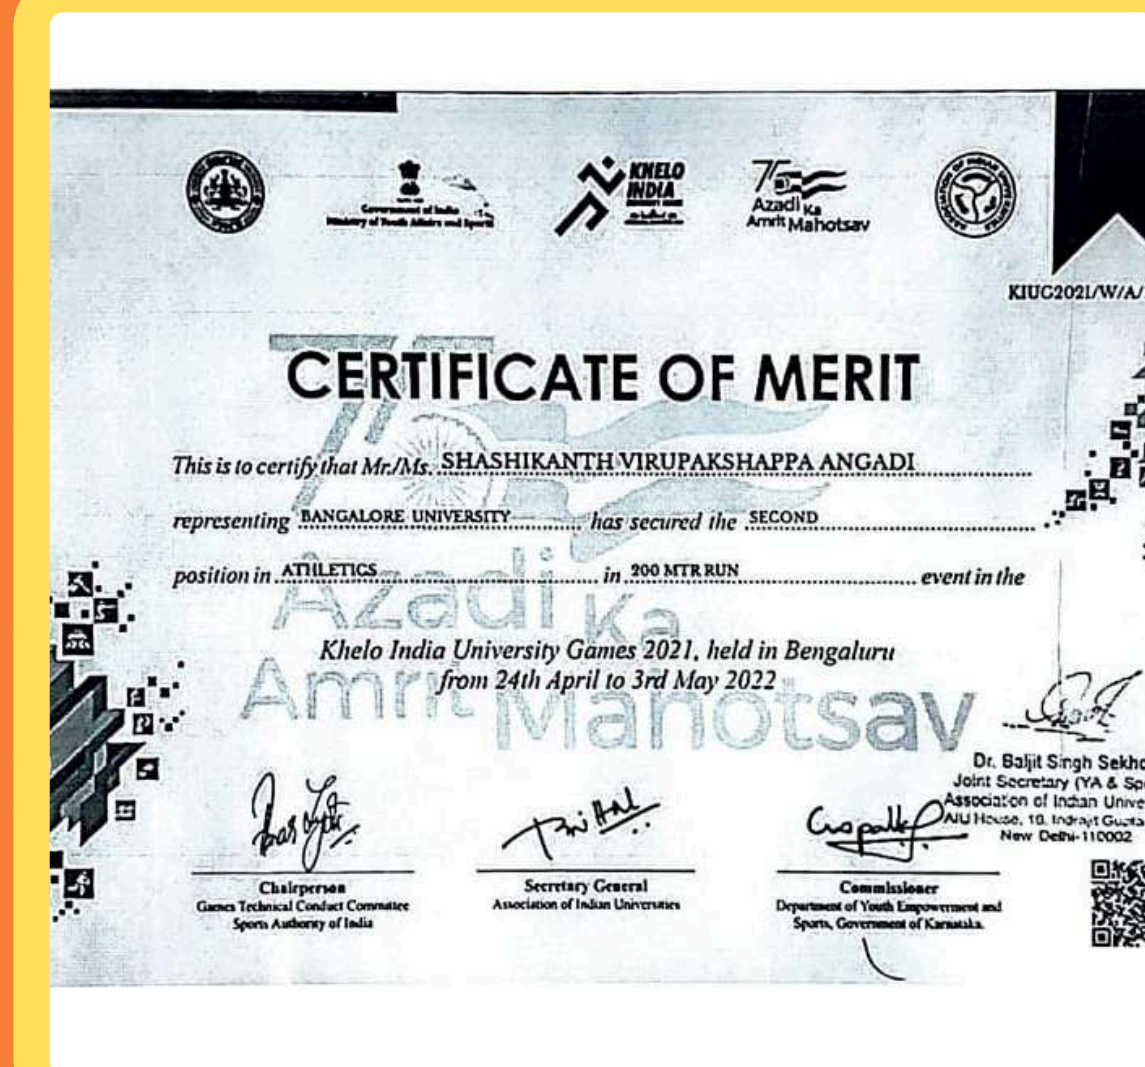 Government of India
Ministry of Youth Affairs and Sports
KHELO
INDIA
75
Azadi Ka
Amrit Mahotsav
KIUG2021/W/A/
CERTIFICATE OF MERIT
This is to certify that Mr./Ms. SHASHIKANTH VIRUPAKSHAPPA ANGADI
representing BANGALORE UNIVERSITY has secured the SECOND
position in ATHLETICS in 200 MTR RUN event in the
Khelo India University Games 2021, held in Bengaluru
from 24th April to 3rd May 2022
Azadi Ka
Amrit Mahotsav
Dr. Baljit Singh Sekho
Joint Secretary (YA & Spo
Association of Indian Unive
AIU House, 16, Indrajit Gupta
New Delhi-110002
Chairperson
Games Technical Conduct Committee
Sports Authority of India
Secretary General
Association of Indian Universities
Commissioner
Department of Youth Empowerment and
Sports, Government of Karnataka.